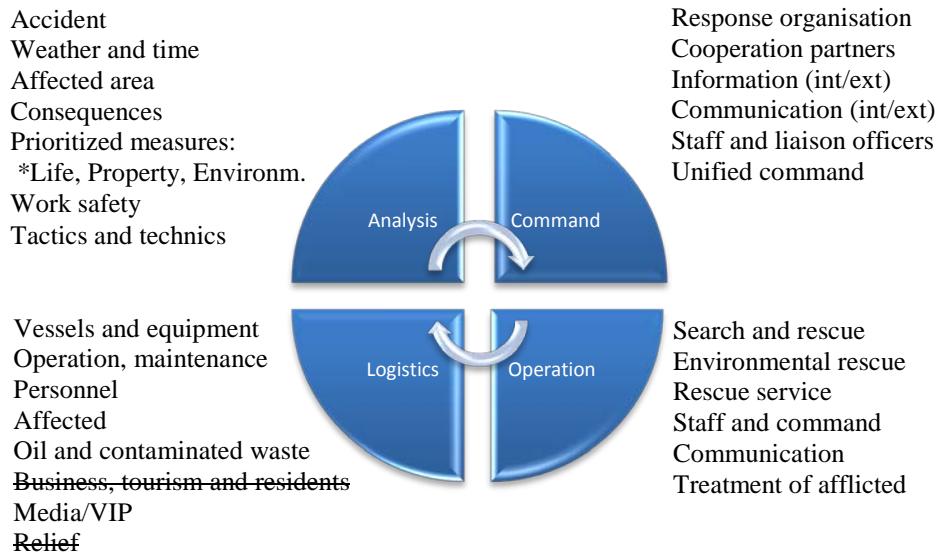 Accident
Weather and time
Affected area
Consequences
Prioritized measures:
*Life, Property, Environm.
Work safety
Tactics and technics
Response organisation
Cooperation partners
Information (int/ext)
Communication (int/ext)
Staff and liaison officers
Unified command
Analysis
Command
Logistics
Operation
Vessels and equipment
Operation, maintenance
Personnel
Affected
Oil and contaminated waste
Business, tourism and residents
Media/VIP
Relief
Search and rescue
Environmental rescue
Rescue service
Staff and command
Communication
Treatment of afflicted